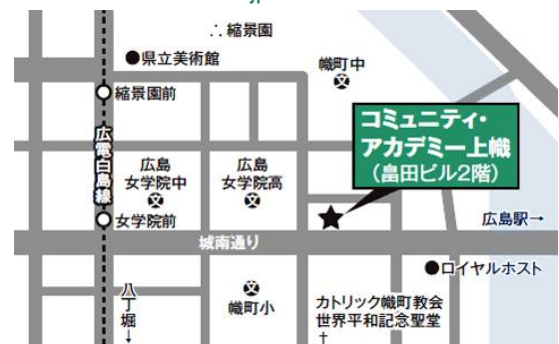 ∴縮景園
●県立美術館
幟町中
縮景園前
コミュニティ・
アカデミー上幟
（畠田ビル2階）
広電白島線
広島
女学院中
広島
女学院高
女学院前
広島駅→
城南通り
●ロイヤルホスト
八丁堀↓
幟町小
カトリック幟町教会
世界平和記念聖堂